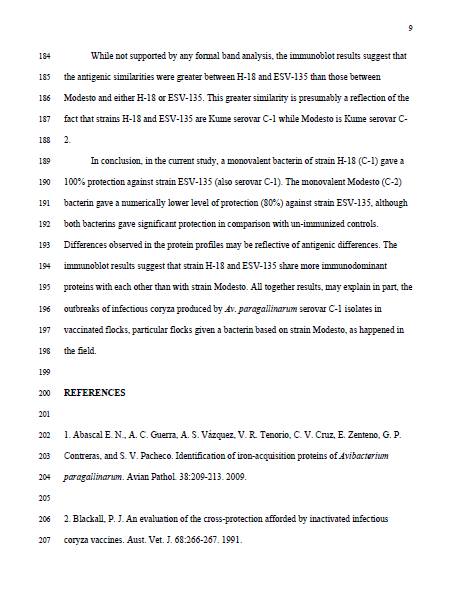 9
184 While not supported by any formal band analysis, the immunoblot results suggest that
185 the antigenic similarities were greater between H-18 and ESV-135 than those between
186 Modesto and either H-18 or ESV-135. This greater similarity is presumably a reflection of the
187 fact that strains H-18 and ESV-135 are Kume serovar C-1 while Modesto is Kume serovar C-
188 2.
189 In conclusion, in the current study, a monovalent bacterin of strain H-18 (C-1) gave a
190 100% protection against strain ESV-135 (also serovar C-1). The monovalent Modesto (C-2)
191 bacterin gave a numerically lower level of protection (80%) against strain ESV-135, although
192 both bacterins gave significant protection in comparison with un-immunized controls.
193 Differences observed in the protein profiles may be reflective of antigenic differences. The
194 immunoblot results suggest that strain H-18 and ESV-135 share more immunodominant
195 proteins with each other than with strain Modesto. All together results, may explain in part, the
196 outbreaks of infectious coryza produced by Av. paragallinarum serovar C-1 isolates in
197 vaccinated flocks, particular flocks given a bacterin based on strain Modesto, as happened in
198 the field.
199
200 REFERENCES
201
202 1. Abascal E. N., A. C. Guerra, A. S. Vázquez, V. R. Tenorio, C. V. Cruz, E. Zenteno, G. P.
203 Contreras, and S. V. Pacheco. Identification of iron-acquisition proteins of Avibacterium
204 paragallinarum. Avian Pathol. 38:209-213. 2009.
205
206 2. Blackall, P. J. An evaluation of the cross-protection afforded by inactivated infectious
207 coryza vaccines. Aust. Vet. J. 68:266-267. 1991.